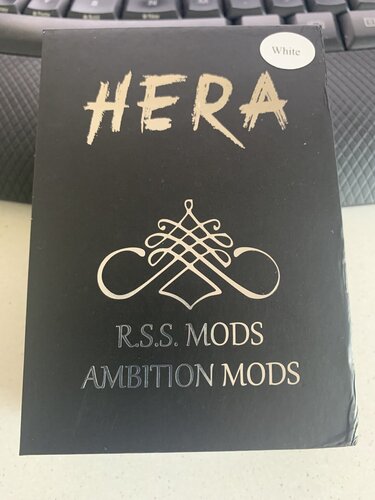 White
HERA
R.S.S. MODS
AMBITION MODS